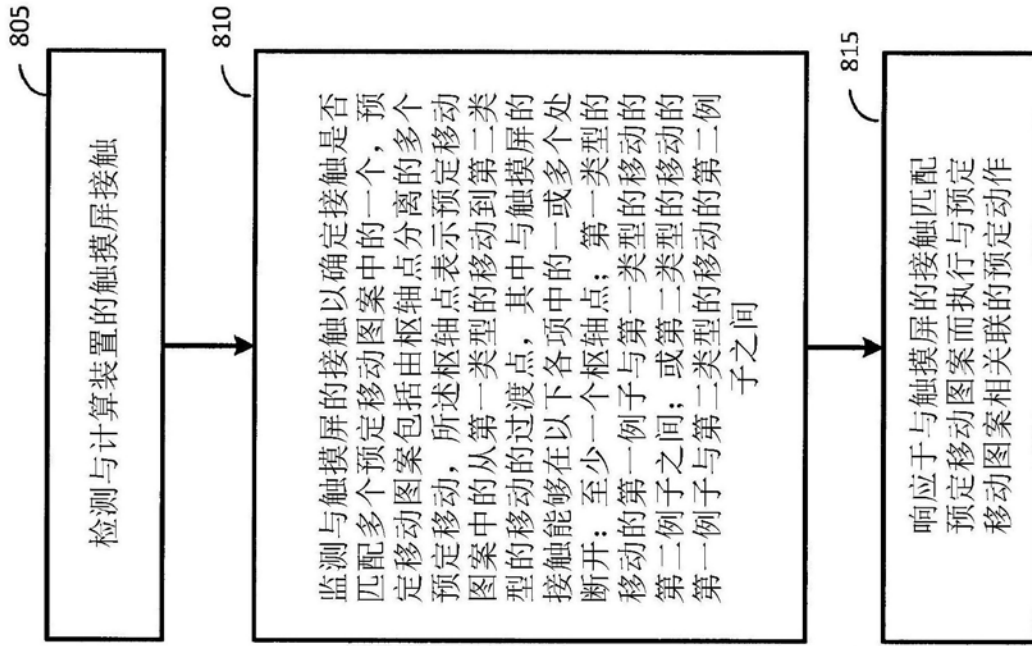 805
检测与计算装置的触摸屏接触
810
监测与触摸屏的接触以确定接触是否
匹配多个预定移动图案中的一个，预
定移动图案包括由枢轴点分离的多个
预定移动，所述枢轴点表示预定移动
图案中的从第一类型的移动到第二类
型的移动的过渡点，其中与触摸屏的
接触能够在以下各项中的一或多个处
断开：至少一个枢轴点；第一类型的
移动的第一例子与第一类型的移动的
第二例子之间；或第二类型的移动的
第一例子与第二类型的移动的第二例
子之间
815
响应于与触摸屏的接触匹配
预定移动图案而执行与预定
移动图案相关联的预定动作